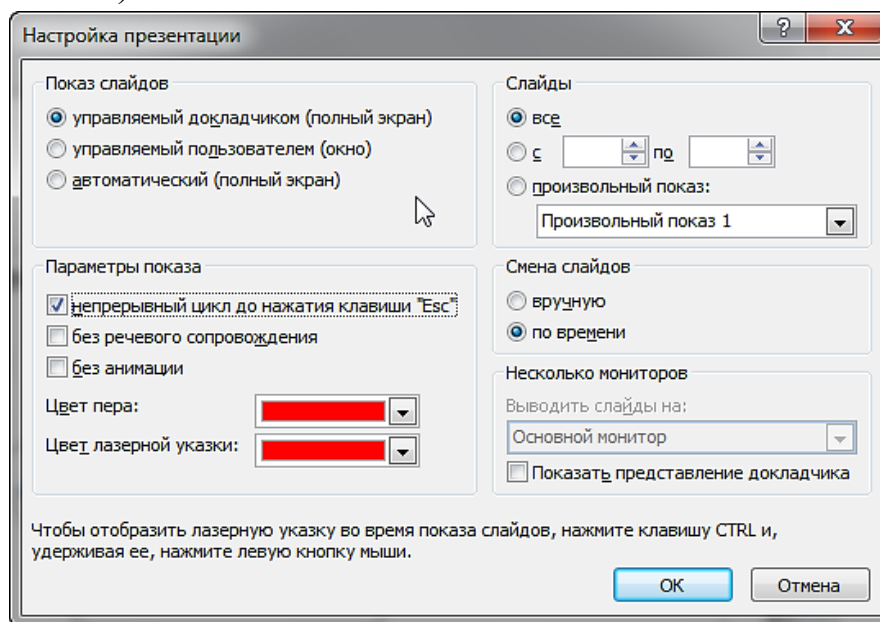 Настройка презентации
Показ слайдов
управляемый докладчиком (полный экран)
управляемый пользователем (окно)
автоматический (полный экран)
Слайды
все
с по
произвольный показ:
Произвольный показ 1
Параметры показа
непрерывный цикл до нажатия клавиши "Esc"
без речевого сопровождения
без анимации
Цвет пера:
Цвет лазерной указки:
Смена слайдов
вручную
по времени
Несколько мониторов
Выводить слайды на:
Основной монитор
Показать представление докладчика
Чтобы отобразить лазерную указку во время показа слайдов, нажмите клавишу CTRL и,
удерживая ее, нажмите левую кнопку мыши.
ОК Отмена